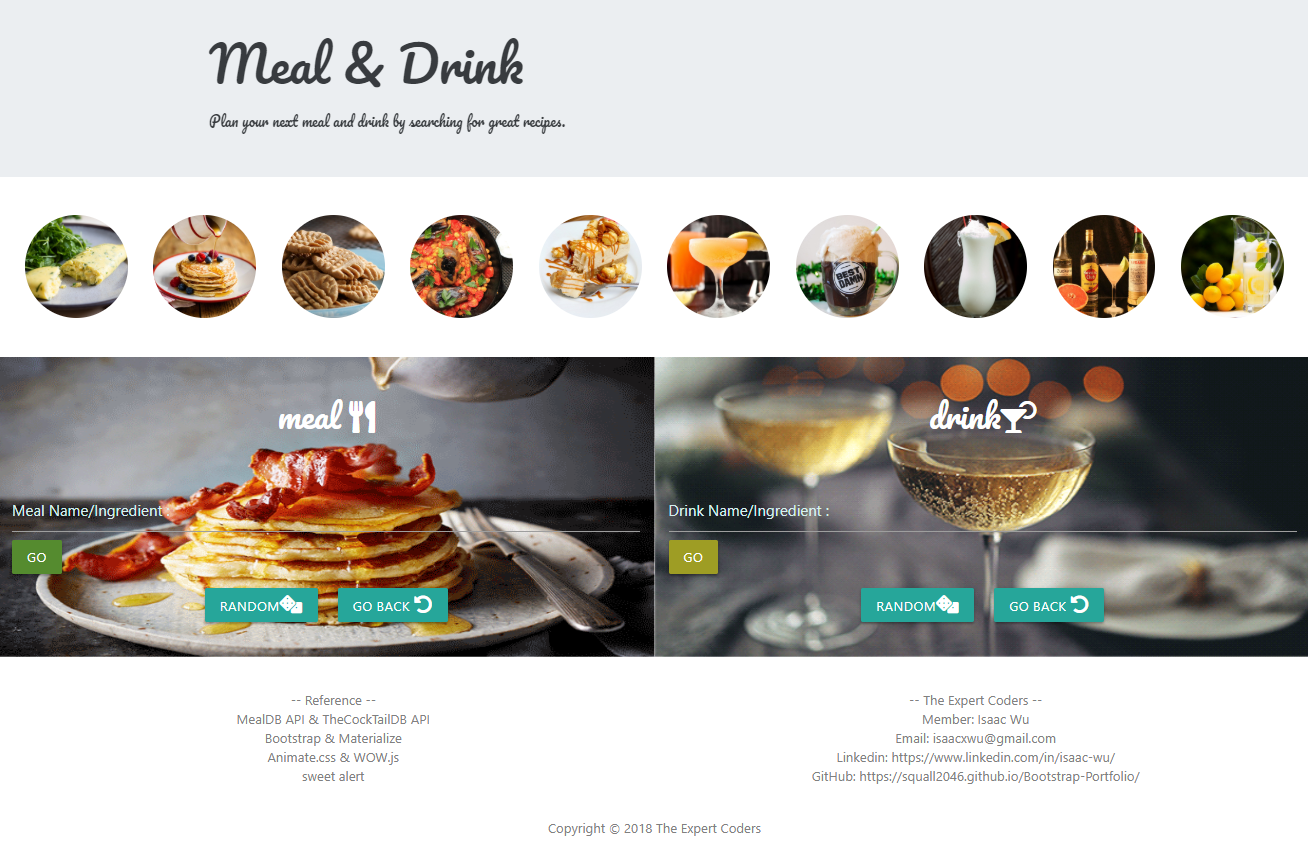 Meal & Drink
Plan your next meal and drink by searching for great recipes.
BEST DAMN
meal
Meal Name/Ingredient :
GO
RANDOM
GO BACK
drink
Drink Name/Ingredient :
GO
RANDOM
GO BACK
-- Reference --
MealDB API & TheCockTailDB API
Bootstrap & Materialize
Animate.css & WOW.js
sweet alert
-- The Expert Coders --
Member: Isaac Wu
Email: isaacxwu@gmail.com
Linkedin: https://www.linkedin.com/in/isaac-wu/
GitHub: https://squall2046.github.io/Bootstrap-Portfolio/
Copyright © 2018 The Expert Coders